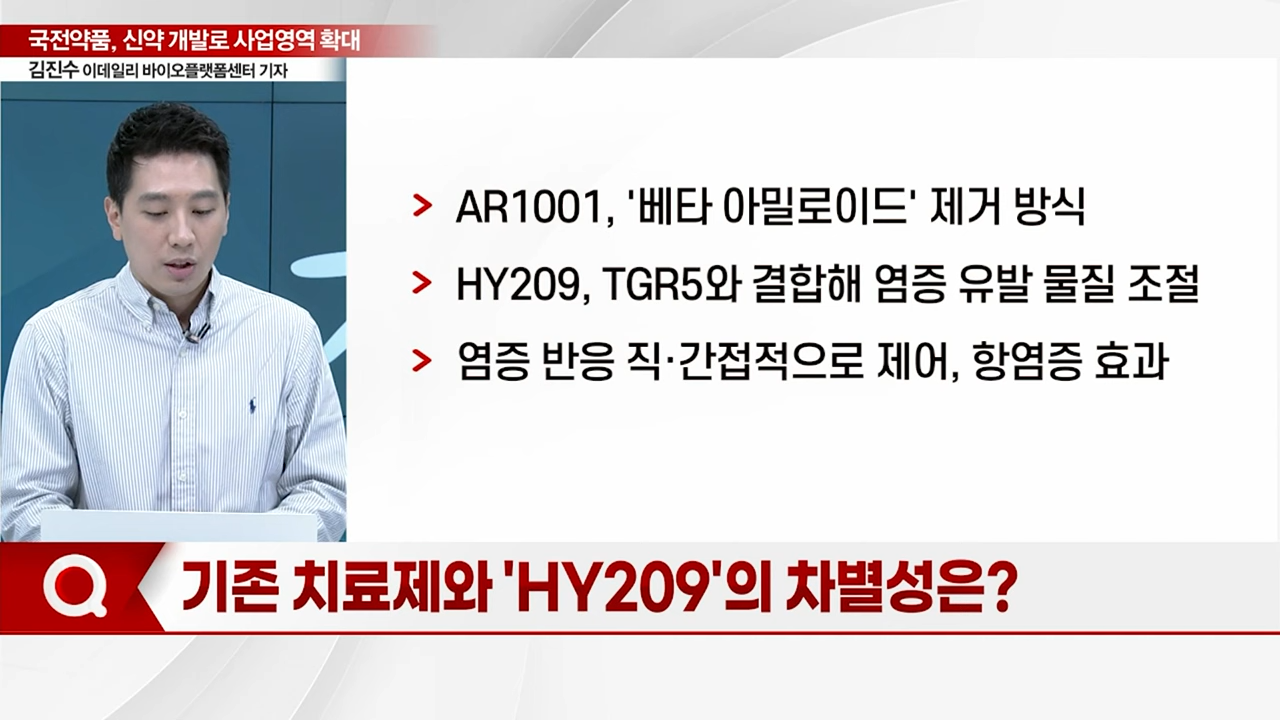 국전약품, 신약 개발로 사업영역 확대
김진수 이데일리 바이오플랫폼센터 기자
> AR1001, '베타 아밀로이드' 제거 방식
> HY209, TGR5와 결합해 염증 유발 물질 조절
> 염증 반응 직·간접적으로 제어, 항염증 효과
Q 기존 치료제와 'HY209'의 차별성은?